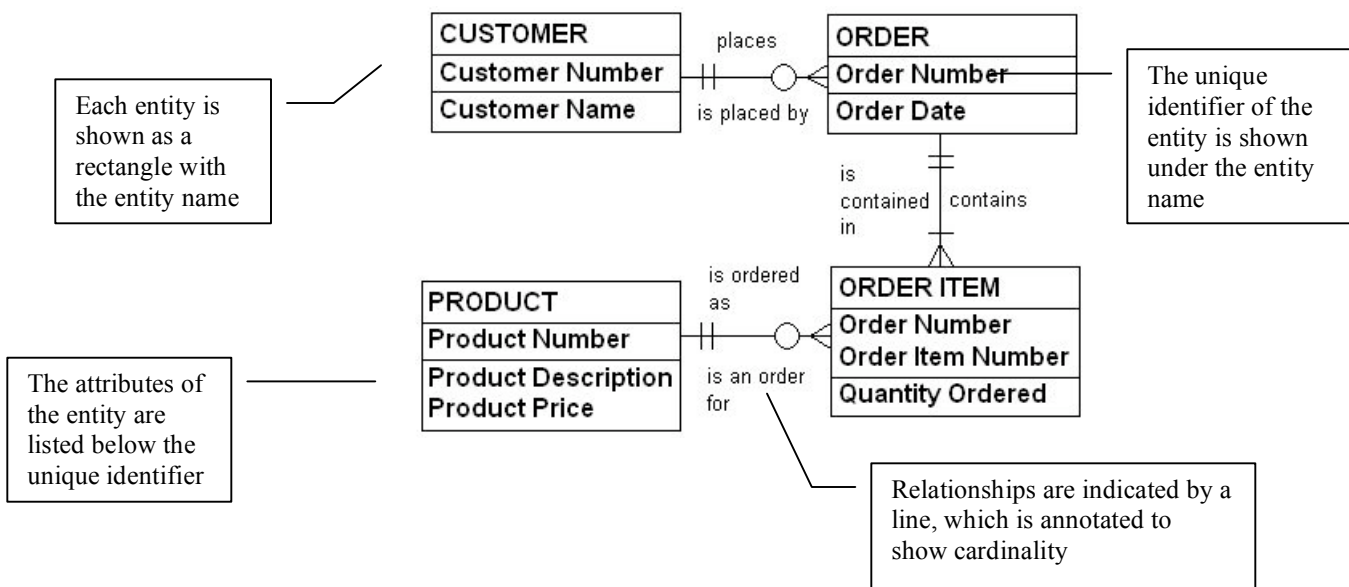 CUSTOMER
Customer Number
Customer Name
places
is placed by
ORDER
Order Number
Order Date
Each entity is
shown as a
rectangle with
the entity name
The unique
identifier of the
entity is shown
under the entity
name
is
contained
in
contains
PRODUCT
Product Number
Product Description
Product Price
is ordered
as
is an order
for
ORDER ITEM
Order Number
Order Item Number
Quantity Ordered
The attributes of
the entity are
listed below the
unique identifier
Relationships are indicated by a
line, which is annotated to
show cardinality